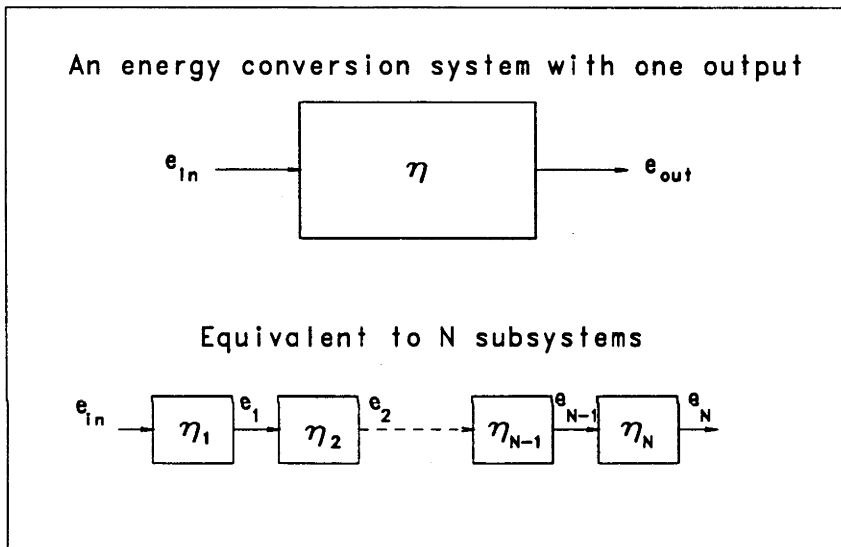 An energy conversion system with one output
e_in η e_out
Equivalent to N subsystems
e_in η_1 e_1 η_2 e_2 η_N-1 e_N-1 η_N e_N